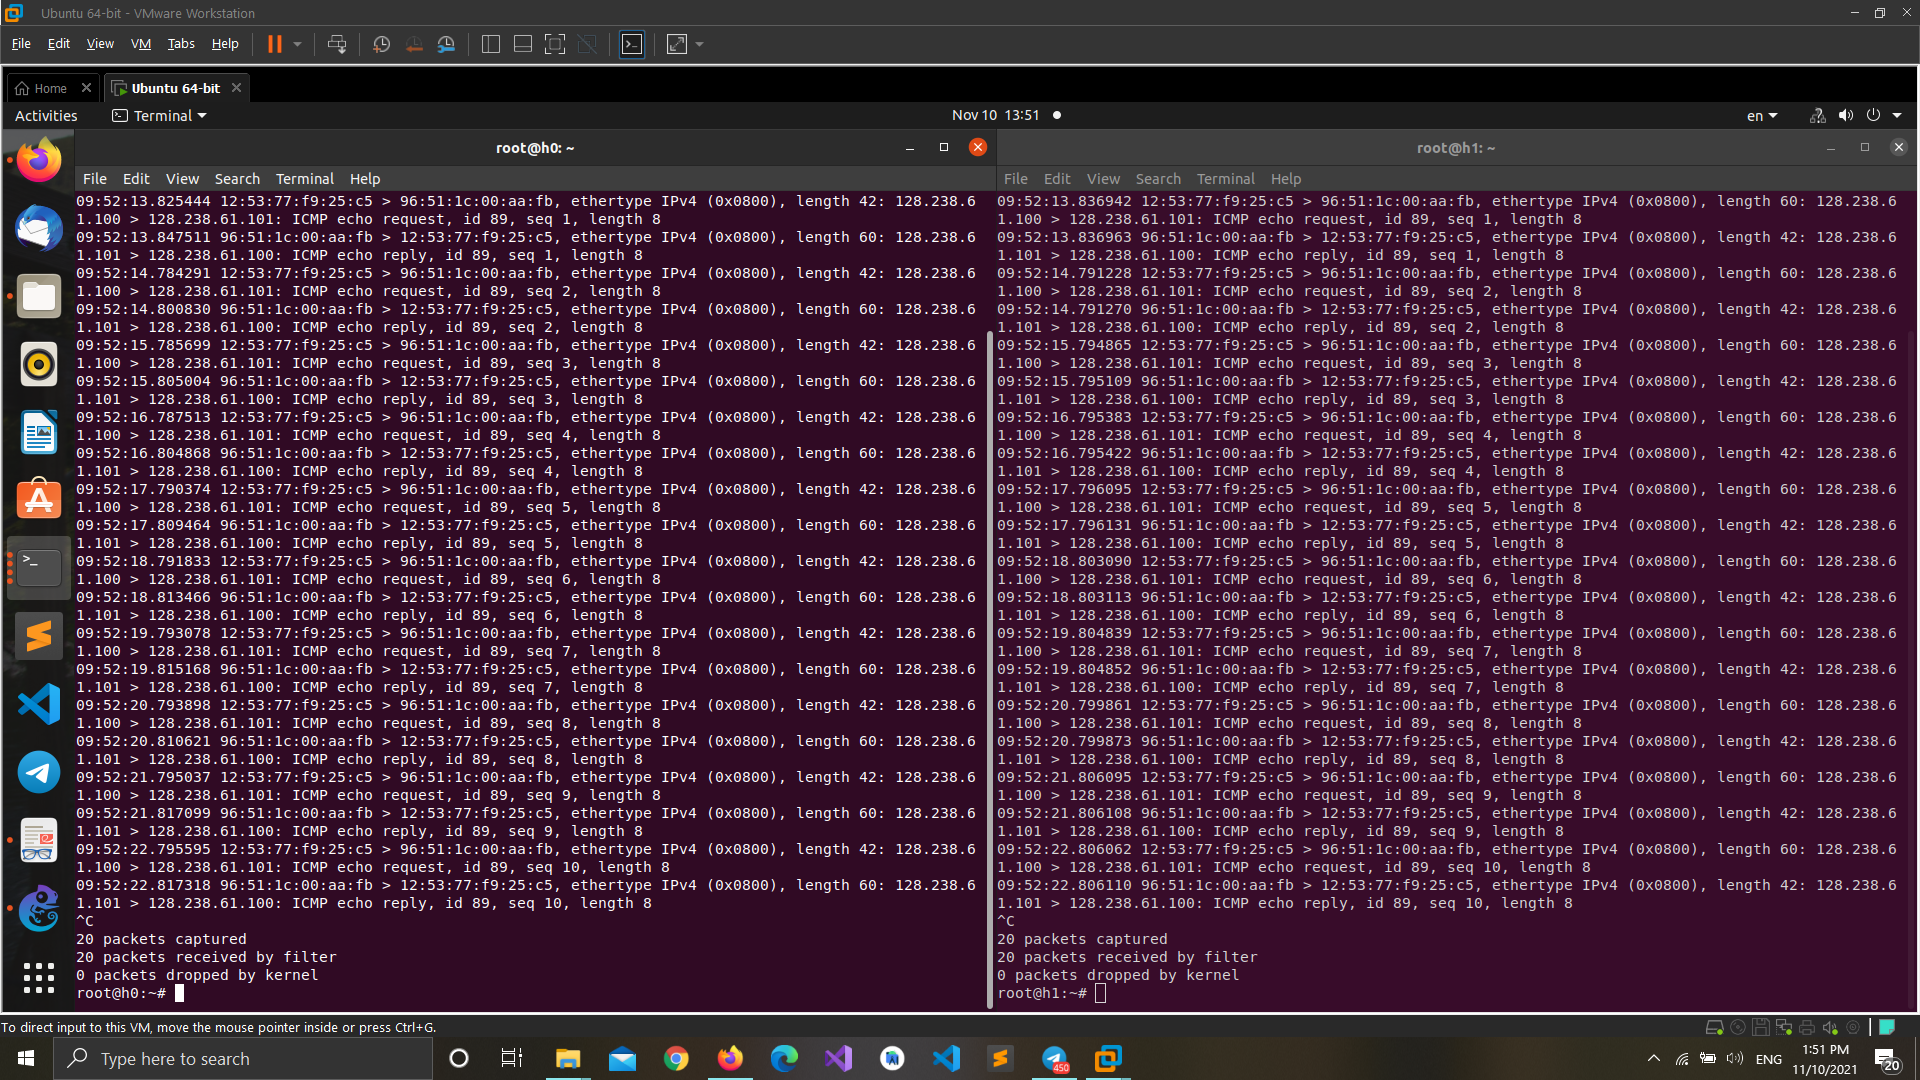 Ubuntu 64-bit - VMware Workstation
File Edit View VM Tabs Help
Home
Ubuntu 64-bit
Activities
Terminal
Nov 10 13:51
en
root@h0: ~
File Edit View Search Terminal Help
09:52:13.825444 12:53:77:f9:25:c5 > 96:51:1c:00:aa:fb, ethertype IPv4 (0x0800), length 42: 128.238.6
1.100 > 128.238.61.101: ICMP echo request, id 89, seq 1, length 8
09:52:13.847511 96:51:1c:00:aa:fb > 12:53:77:f9:25:c5, ethertype IPv4 (0x0800), length 60: 128.238.6
1.101 > 128.238.61.100: ICMP echo reply, id 89, seq 1, length 8
09:52:14.784291 12:53:77:f9:25:c5 > 96:51:1c:00:aa:fb, ethertype IPv4 (0x0800), length 42: 128.238.6
1.100 > 128.238.61.101: ICMP echo request, id 89, seq 2, length 8
09:52:14.800830 96:51:1c:00:aa:fb > 12:53:77:f9:25:c5, ethertype IPv4 (0x0800), length 60: 128.238.6
1.101 > 128.238.61.100: ICMP echo reply, id 89, seq 2, length 8
09:52:15.785699 12:53:77:f9:25:c5 > 96:51:1c:00:aa:fb, ethertype IPv4 (0x0800), length 42: 128.238.6
1.100 > 128.238.61.101: ICMP echo request, id 89, seq 3, length 8
09:52:15.805004 96:51:1c:00:aa:fb > 12:53:77:f9:25:c5, ethertype IPv4 (0x0800), length 60: 128.238.6
1.101 > 128.238.61.100: ICMP echo reply, id 89, seq 3, length 8
09:52:16.787513 12:53:77:f9:25:c5 > 96:51:1c:00:aa:fb, ethertype IPv4 (0x0800), length 42: 128.238.6
1.100 > 128.238.61.101: ICMP echo request, id 89, seq 4, length 8
09:52:16.804868 96:51:1c:00:aa:fb > 12:53:77:f9:25:c5, ethertype IPv4 (0x0800), length 60: 128.238.6
1.101 > 128.238.61.100: ICMP echo reply, id 89, seq 4, length 8
09:52:17.790374 12:53:77:f9:25:c5 > 96:51:1c:00:aa:fb, ethertype IPv4 (0x0800), length 42: 128.238.6
1.100 > 128.238.61.101: ICMP echo request, id 89, seq 5, length 8
09:52:17.809464 96:51:1c:00:aa:fb > 12:53:77:f9:25:c5, ethertype IPv4 (0x0800), length 60: 128.238.6
1.101 > 128.238.61.100: ICMP echo reply, id 89, seq 5, length 8
09:52:18.791833 12:53:77:f9:25:c5 > 96:51:1c:00:aa:fb, ethertype IPv4 (0x0800), length 42: 128.238.6
1.100 > 128.238.61.101: ICMP echo request, id 89, seq 6, length 8
09:52:18.813466 96:51:1c:00:aa:fb > 12:53:77:f9:25:c5, ethertype IPv4 (0x0800), length 60: 128.238.6
1.101 > 128.238.61.100: ICMP echo reply, id 89, seq 6, length 8
09:52:19.793078 12:53:77:f9:25:c5 > 96:51:1c:00:aa:fb, ethertype IPv4 (0x0800), length 42: 128.238.6
1.100 > 128.238.61.101: ICMP echo request, id 89, seq 7, length 8
09:52:19.815168 96:51:1c:00:aa:fb > 12:53:77:f9:25:c5, ethertype IPv4 (0x0800), length 60: 128.238.6
1.101 > 128.238.61.100: ICMP echo reply, id 89, seq 7, length 8
09:52:20.793898 12:53:77:f9:25:c5 > 96:51:1c:00:aa:fb, ethertype IPv4 (0x0800), length 42: 128.238.6
1.100 > 128.238.61.101: ICMP echo request, id 89, seq 8, length 8
09:52:20.810621 96:51:1c:00:aa:fb > 12:53:77:f9:25:c5, ethertype IPv4 (0x0800), length 60: 128.238.6
1.101 > 128.238.61.100: ICMP echo reply, id 89, seq 8, length 8
09:52:21.795037 12:53:77:f9:25:c5 > 96:51:1c:00:aa:fb, ethertype IPv4 (0x0800), length 42: 128.238.6
1.100 > 128.238.61.101: ICMP echo request, id 89, seq 9, length 8
09:52:21.817099 96:51:1c:00:aa:fb > 12:53:77:f9:25:c5, ethertype IPv4 (0x0800), length 60: 128.238.6
1.101 > 128.238.61.100: ICMP echo reply, id 89, seq 9, length 8
09:52:22.795595 12:53:77:f9:25:c5 > 96:51:1c:00:aa:fb, ethertype IPv4 (0x0800), length 42: 128.238.6
1.100 > 128.238.61.101: ICMP echo request, id 89, seq 10, length 8
09:52:22.817318 96:51:1c:00:aa:fb > 12:53:77:f9:25:c5, ethertype IPv4 (0x0800), length 60: 128.238.6
1.101 > 128.238.61.100: ICMP echo reply, id 89, seq 10, length 8
^C
20 packets captured
20 packets received by filter
0 packets dropped by kernel
root@h0:~#
root@h1: ~
File Edit View Search Terminal Help
09:52:13.836942 12:53:77:f9:25:c5 > 96:51:1c:00:aa:fb, ethertype IPv4 (0x0800), length 60: 128.238.6
1.100 > 128.238.61.101: ICMP echo request, id 89, seq 1, length 8
09:52:13.836963 96:51:1c:00:aa:fb > 12:53:77:f9:25:c5, ethertype IPv4 (0x0800), length 42: 128.238.6
1.101 > 128.238.61.100: ICMP echo reply, id 89, seq 1, length 8
09:52:14.791228 12:53:77:f9:25:c5 > 96:51:1c:00:aa:fb, ethertype IPv4 (0x0800), length 60: 128.238.6
1.100 > 128.238.61.101: ICMP echo request, id 89, seq 2, length 8
09:52:14.791270 96:51:1c:00:aa:fb > 12:53:77:f9:25:c5, ethertype IPv4 (0x0800), length 42: 128.238.6
1.101 > 128.238.61.100: ICMP echo reply, id 89, seq 2, length 8
09:52:15.794865 12:53:77:f9:25:c5 > 96:51:1c:00:aa:fb, ethertype IPv4 (0x0800), length 60: 128.238.6
1.100 > 128.238.61.101: ICMP echo request, id 89, seq 3, length 8
09:52:15.795109 96:51:1c:00:aa:fb > 12:53:77:f9:25:c5, ethertype IPv4 (0x0800), length 42: 128.238.6
1.101 > 128.238.61.100: ICMP echo reply, id 89, seq 3, length 8
09:52:16.795383 12:53:77:f9:25:c5 > 96:51:1c:00:aa:fb, ethertype IPv4 (0x0800), length 60: 128.238.6
1.100 > 128.238.61.101: ICMP echo request, id 89, seq 4, length 8
09:52:16.795422 96:51:1c:00:aa:fb > 12:53:77:f9:25:c5, ethertype IPv4 (0x0800), length 42: 128.238.6
1.101 > 128.238.61.100: ICMP echo reply, id 89, seq 4, length 8
09:52:17.796095 12:53:77:f9:25:c5 > 96:51:1c:00:aa:fb, ethertype IPv4 (0x0800), length 60: 128.238.6
1.100 > 128.238.61.101: ICMP echo request, id 89, seq 5, length 8
09:52:17.796131 96:51:1c:00:aa:fb > 12:53:77:f9:25:c5, ethertype IPv4 (0x0800), length 42: 128.238.6
1.101 > 128.238.61.100: ICMP echo reply, id 89, seq 5, length 8
09:52:18.803090 12:53:77:f9:25:c5 > 96:51:1c:00:aa:fb, ethertype IPv4 (0x0800), length 60: 128.238.6
1.100 > 128.238.61.101: ICMP echo request, id 89, seq 6, length 8
09:52:18.803113 96:51:1c:00:aa:fb > 12:53:77:f9:25:c5, ethertype IPv4 (0x0800), length 42: 128.238.6
1.101 > 128.238.61.100: ICMP echo reply, id 89, seq 6, length 8
09:52:19.804839 12:53:77:f9:25:c5 > 96:51:1c:00:aa:fb, ethertype IPv4 (0x0800), length 60: 128.238.6
1.100 > 128.238.61.101: ICMP echo request, id 89, seq 7, length 8
09:52:19.804852 96:51:1c:00:aa:fb > 12:53:77:f9:25:c5, ethertype IPv4 (0x0800), length 42: 128.238.6
1.101 > 128.238.61.100: ICMP echo reply, id 89, seq 7, length 8
09:52:20.799861 12:53:77:f9:25:c5 > 96:51:1c:00:aa:fb, ethertype IPv4 (0x0800), length 60: 128.238.6
1.100 > 128.238.61.101: ICMP echo request, id 89, seq 8, length 8
09:52:20.799873 96:51:1c:00:aa:fb > 12:53:77:f9:25:c5, ethertype IPv4 (0x0800), length 42: 128.238.6
1.101 > 128.238.61.100: ICMP echo reply, id 89, seq 8, length 8
09:52:21.806095 12:53:77:f9:25:c5 > 96:51:1c:00:aa:fb, ethertype IPv4 (0x0800), length 60: 128.238.6
1.100 > 128.238.61.101: ICMP echo request, id 89, seq 9, length 8
09:52:21.806108 96:51:1c:00:aa:fb > 12:53:77:f9:25:c5, ethertype IPv4 (0x0800), length 42: 128.238.6
1.101 > 128.238.61.100: ICMP echo reply, id 89, seq 9, length 8
09:52:22.806062 12:53:77:f9:25:c5 > 96:51:1c:00:aa:fb, ethertype IPv4 (0x0800), length 60: 128.238.6
1.100 > 128.238.61.101: ICMP echo request, id 89, seq 10, length 8
09:52:22.806110 96:51:1c:00:aa:fb > 12:53:77:f9:25:c5, ethertype IPv4 (0x0800), length 42: 128.238.6
1.101 > 128.238.61.100: ICMP echo reply, id 89, seq 10, length 8
^C
20 packets captured
20 packets received by filter
0 packets dropped by kernel
root@h1:~#
To direct input to this VM, move the mouse pointer inside or press Ctrl+G.
Type here to search
450
ENG
1:51 PM
11/10/2021
20